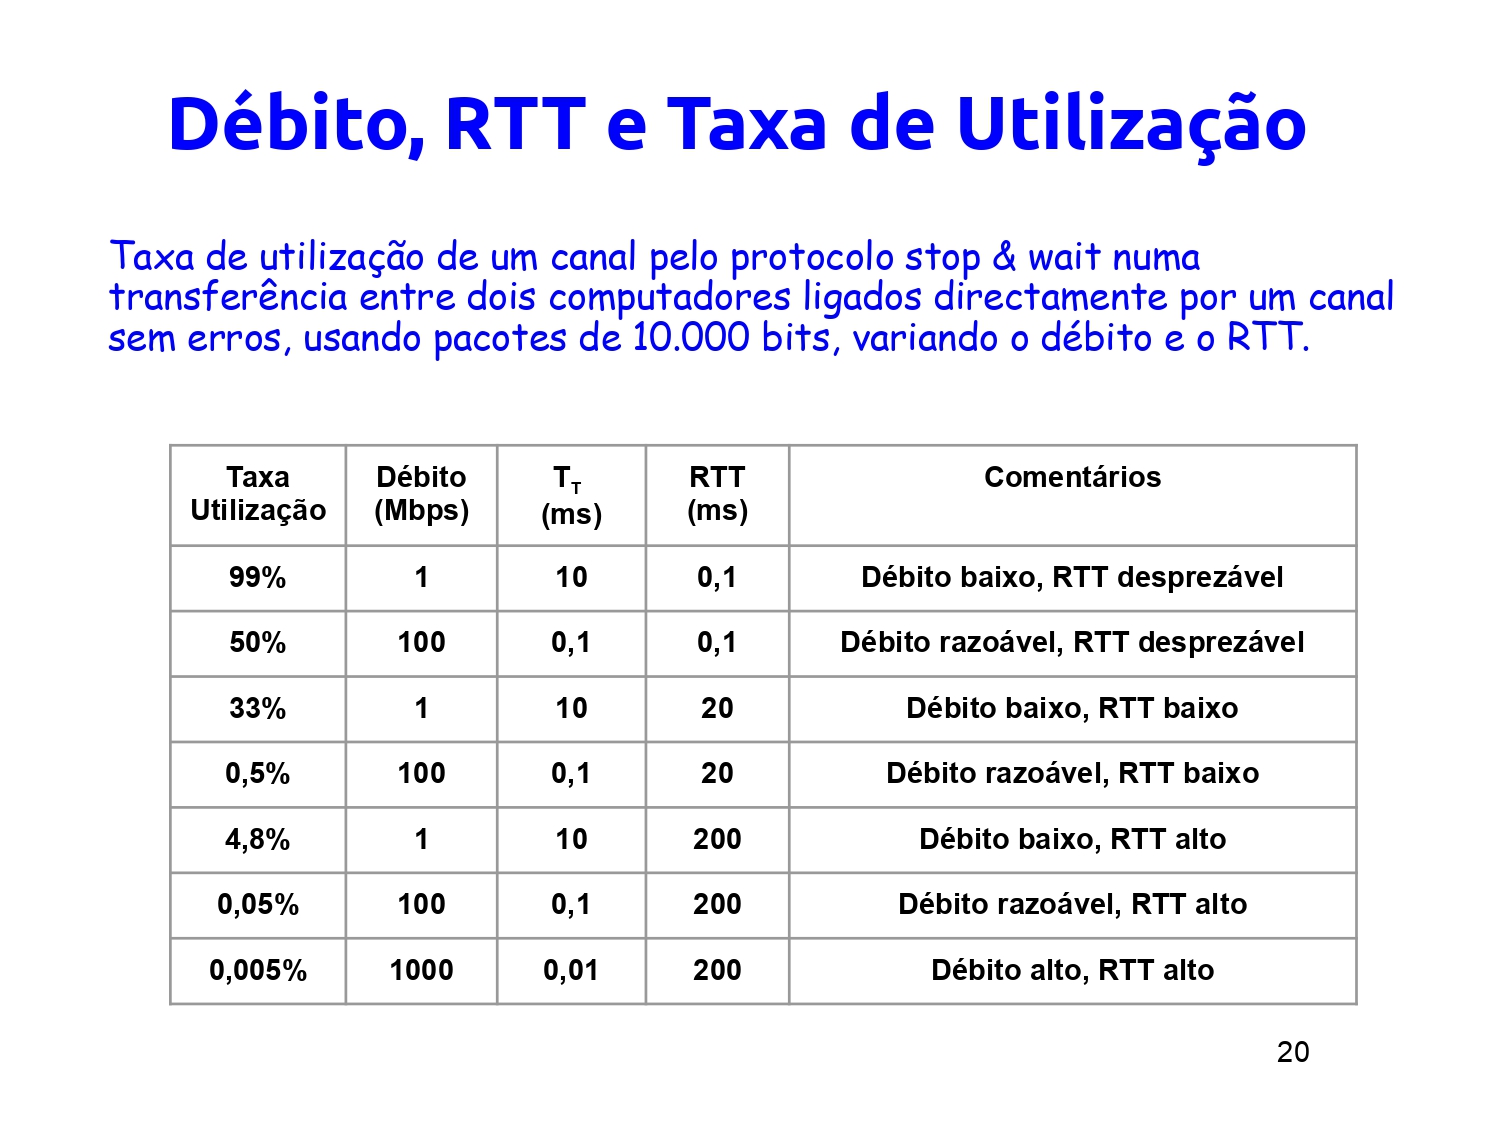 Débito, RTT e Taxa de Utilização
Taxa de utilização de um canal pelo protocolo stop & wait numa
transferência entre dois computadores ligados directamente por um canal
sem erros, usando pacotes de 10.000 bits, variando o débito e o RTT.
Taxa Utilização Débito (Mbps) TT (ms) RTT (ms) Comentários
99% 1 10 0,1 Débito baixo, RTT desprezável
50% 100 0,1 0,1 Débito razoável, RTT desprezável
33% 1 10 20 Débito baixo, RTT baixo
0,5% 100 0,1 20 Débito razoável, RTT baixo
4,8% 1 10 200 Débito baixo, RTT alto
0,05% 100 0,1 200 Débito razoável, RTT alto
0,005% 1000 0,01 200 Débito alto, RTT alto
20